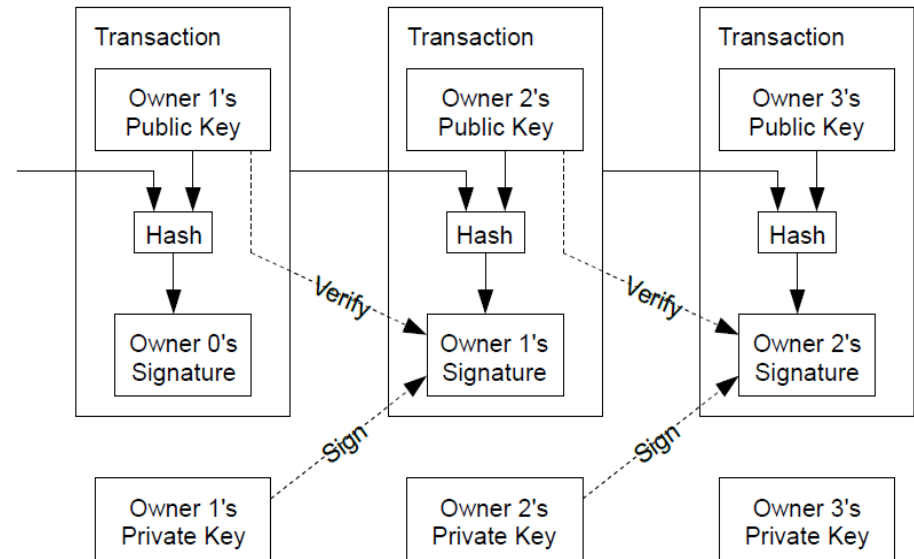 Transaction
Owner 1's
Public Key
Hash
Owner 0's
Signature
Transaction
Owner 2's
Public Key
Hash
Verify
Owner 1's
Signature
Transaction
Owner 3's
Public Key
Hash
Verify
Owner 2's
Signature
Sign
Sign
Owner 1's
Private Key
Owner 2's
Private Key
Owner 3's
Private Key